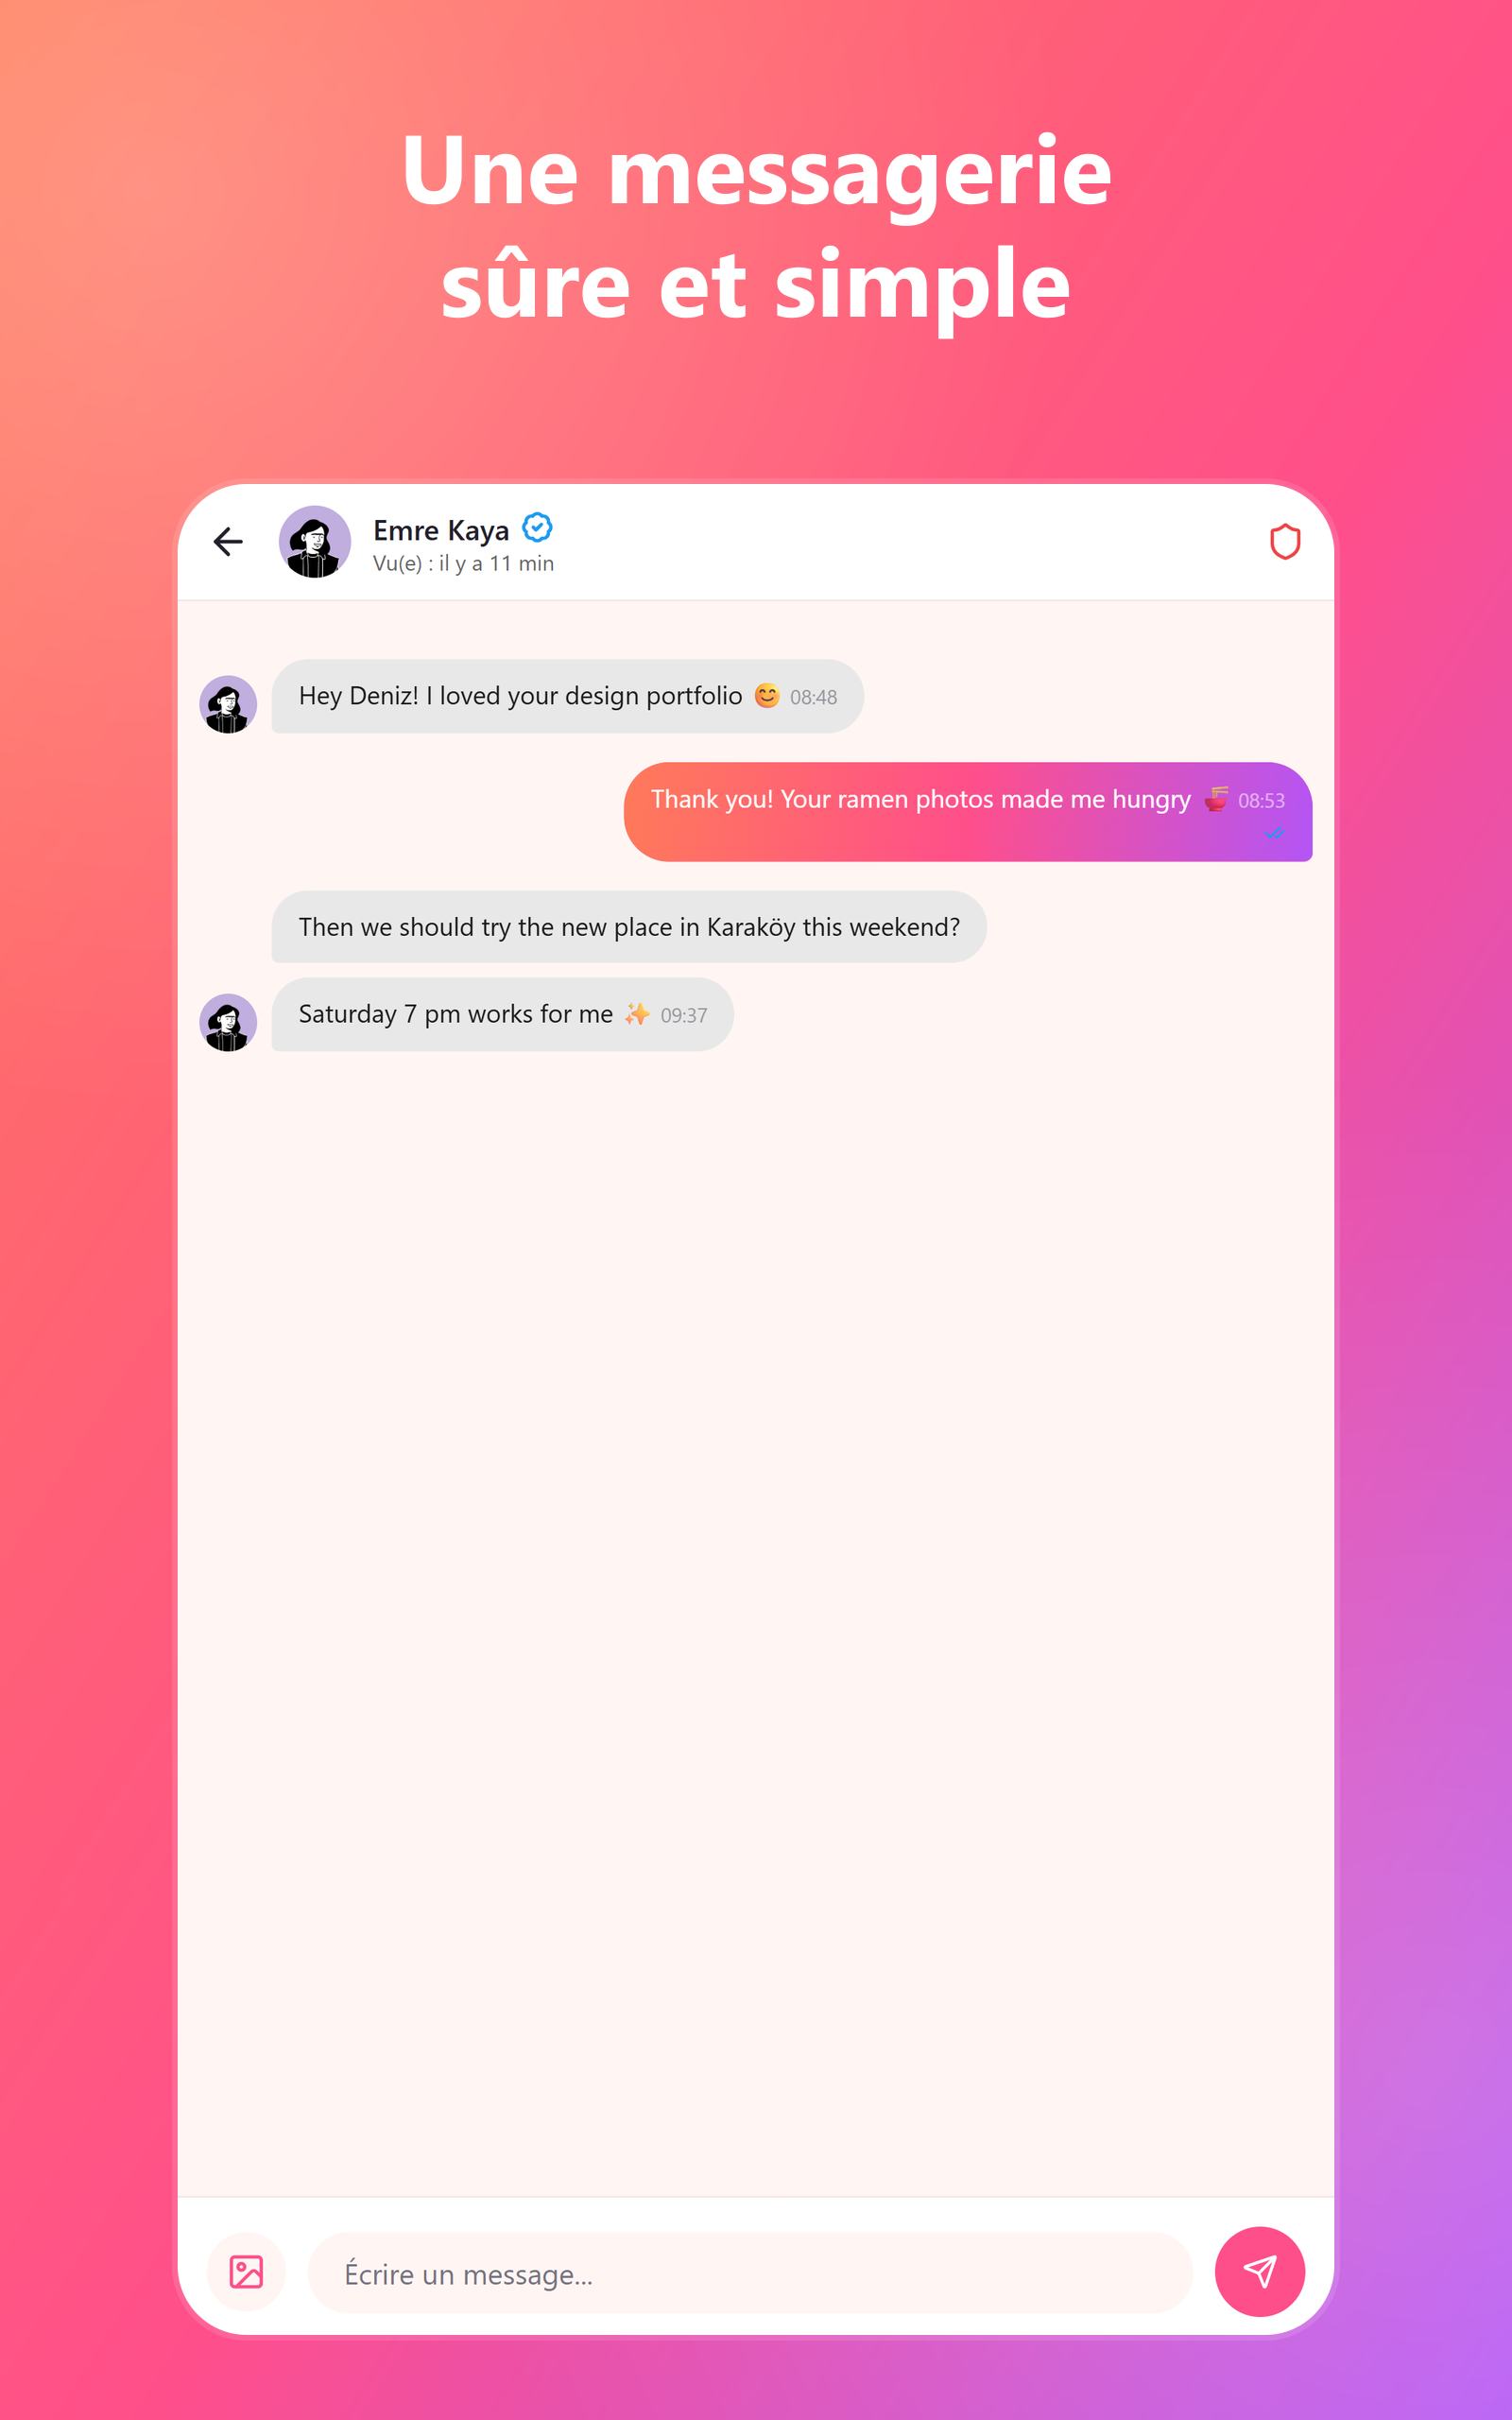 Une messagerie
sûre et simple
Emre Kaya
Vu(e) : il y a 11 min
Hey Deniz! I loved your design portfolio 😊 08:48
Thank you! Your ramen photos made me hungry 🍜 08:53
Then we should try the new place in Karaköy this weekend?
Saturday 7 pm works for me ✨ 09:37
Écrire un message...